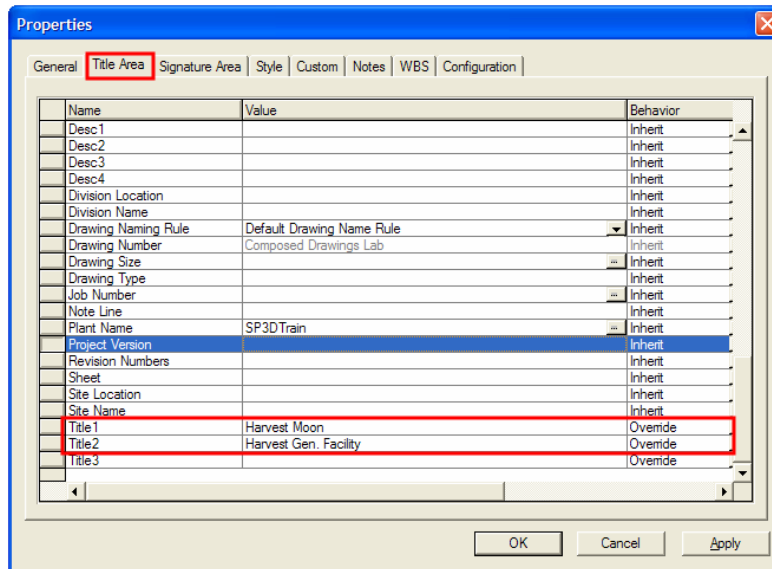 Properties
General Title Area Signature Area Style Custom Notes WBS Configuration
Name Value Behavior
Desc1 Inherit
Desc2 Inherit
Desc3 Inherit
Desc4 Inherit
Division Location Inherit
Division Name Inherit
Drawing Naming Rule Default Drawing Name Rule Inherit
Drawing Number Composed Drawings Lab Inherit
Drawing Size ... Inherit
Drawing Type Inherit
Job Number ... Inherit
Note Line Inherit
Plant Name SP3DTrain ... Inherit
Project Version Inherit
Revision Numbers Inherit
Sheet Inherit
Site Location Inherit
Site Name Inherit
Title1 Harvest Moon Override
Title2 Harvest Gen. Facility Override
Title3 Override
OK Cancel Apply